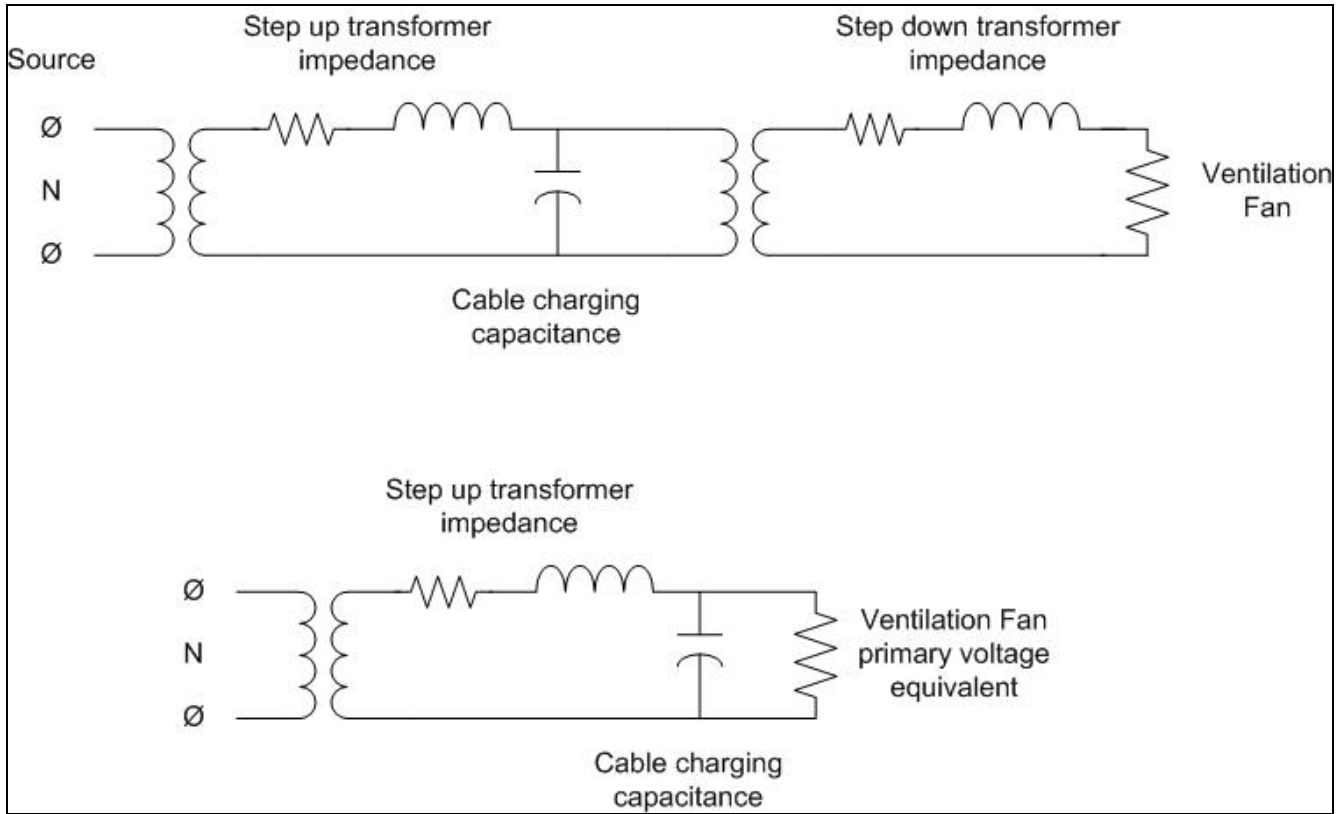 Step up transformer
impedance
Step down transformer
impedance
Source
Ø
N
Ø
Ventilation
Fan
Cable charging
capacitance
Step up transformer
impedance
Ø
N
Ø
Ventilation Fan
primary voltage
equivalent
Cable charging
capacitance